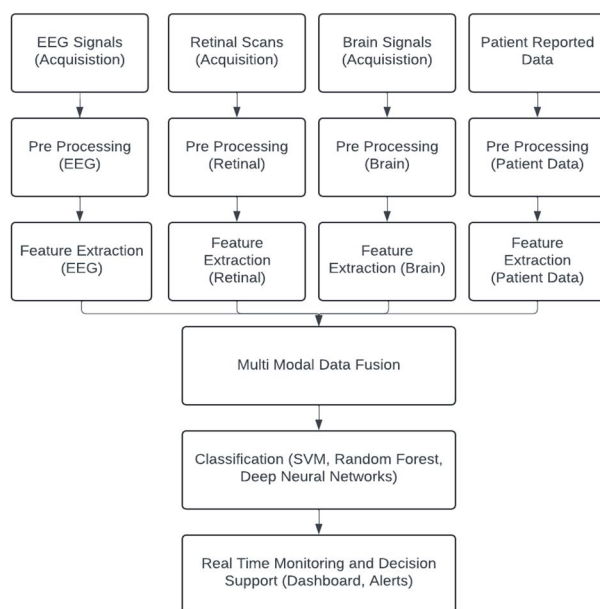 EEG Signals
(Acquisistion)
Retinal Scans
(Acquisition)
Brain Signals
(Acquisistion)
Patient Reported
Data
Pre Processing
(EEG)
Pre Processing
(Retinal)
Pre Processing
(Brain)
Pre Processing
(Patient Data)
Feature Extraction
(EEG)
Feature
Extraction
(Retinal)
Feature
Extraction (Brain)
Feature
Extraction
(Patient Data)
Multi Modal Data Fusion
Classification (SVM, Random Forest,
Deep Neural Networks)
Real Time Monitoring and Decision
Support (Dashboard, Alerts)